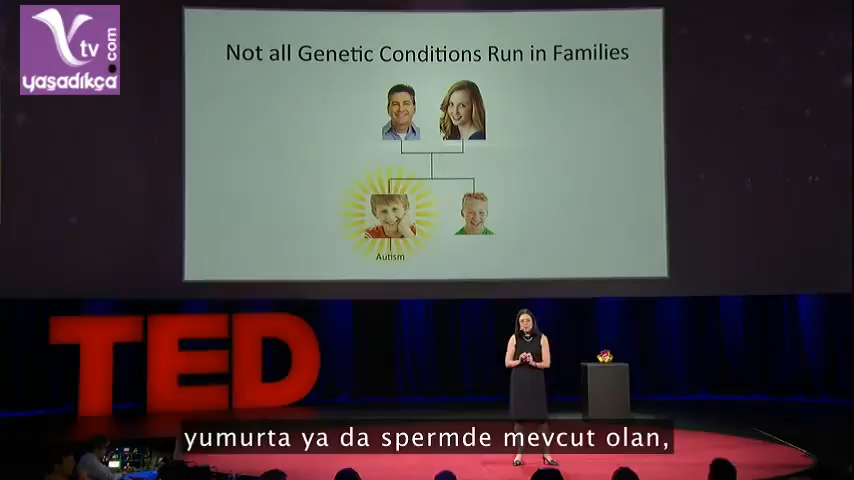 tv
.com
yaşadıkça
Not all Genetic Conditions Run in Families
Autism
TED
yumurta ya da spermde mevcut olan,